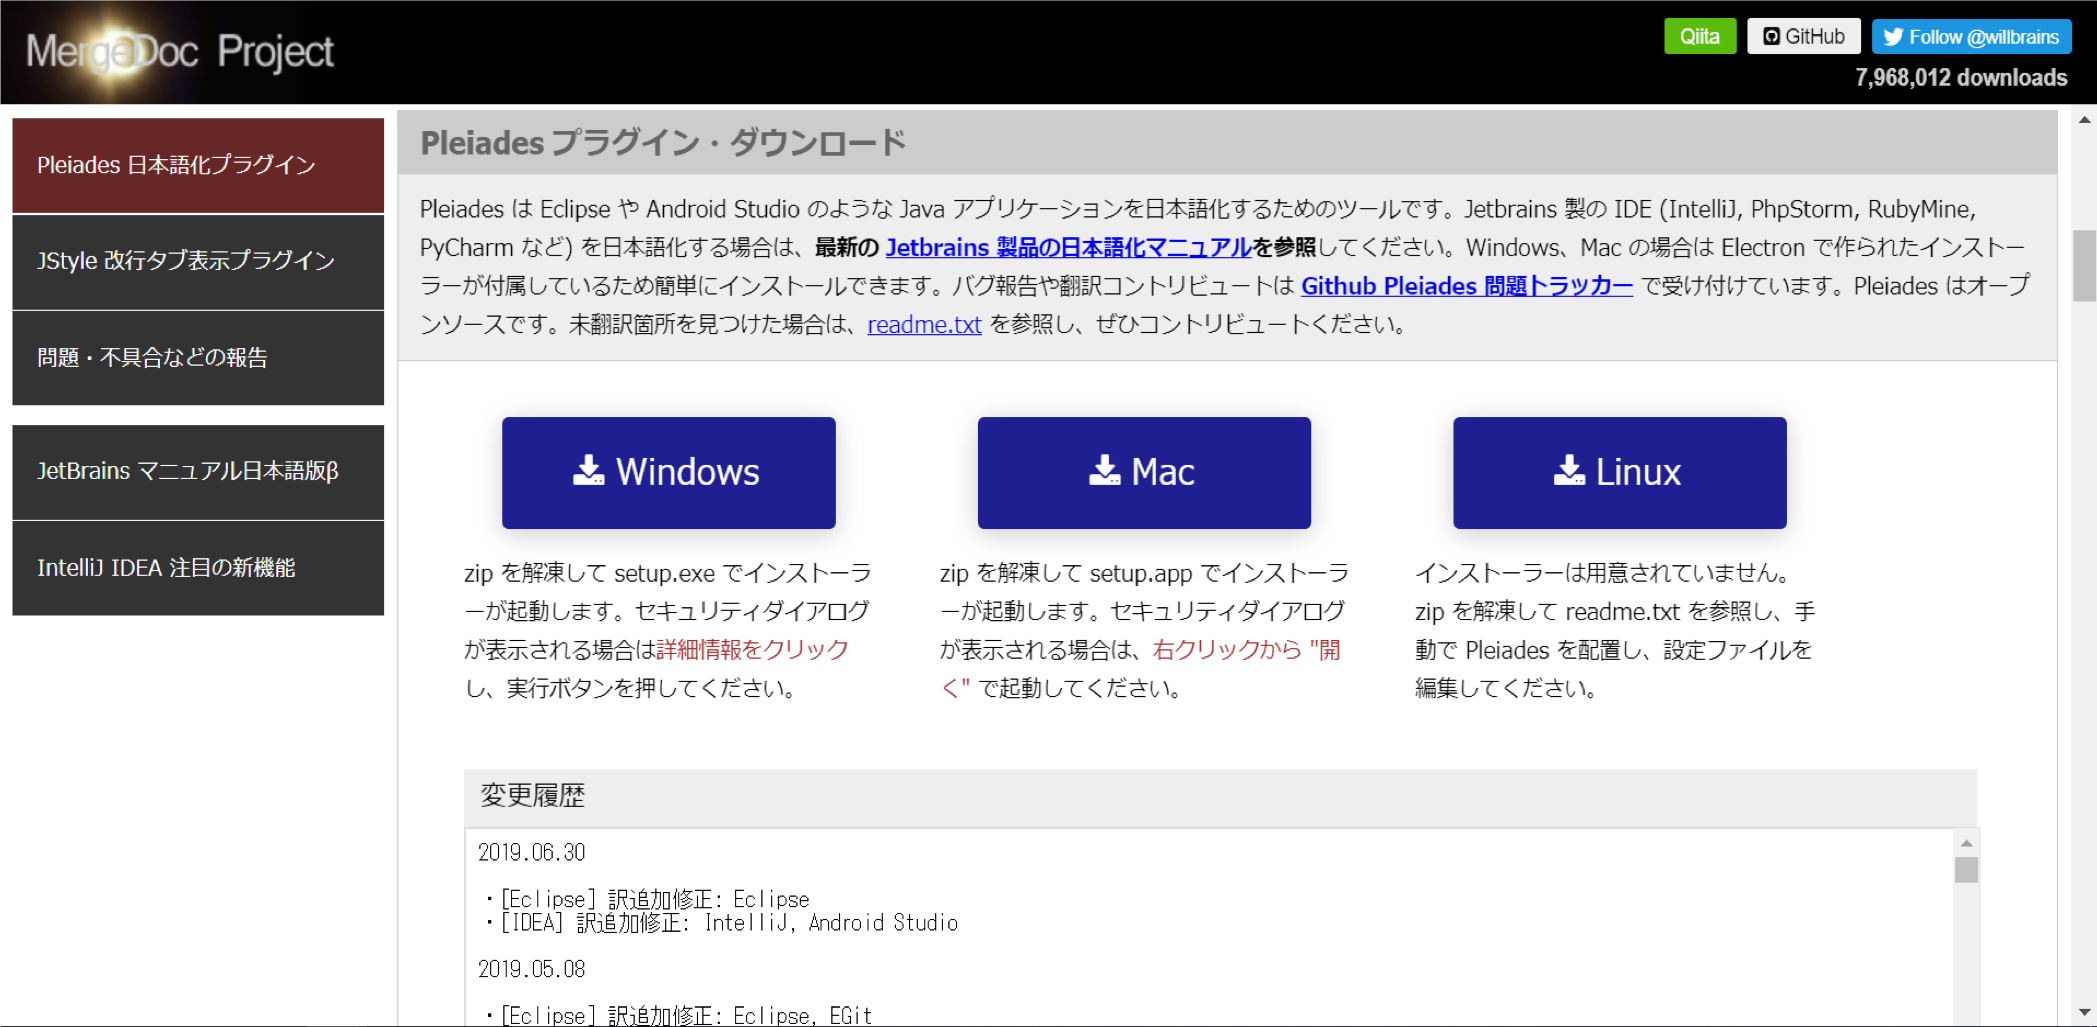 MergeDoc Project
Qiita
GitHub
Follow @willbrains
7,968,012 downloads
Pleiades 日本語化プラグイン
JStyle 改行タブ表示プラグイン
問題・不具合などの報告
JetBrains マニュアル日本語版β
IntelliJ IDEA 注目の新機能
Pleiades プラグイン・ダウンロード
Pleiades は Eclipse や Android Studio のような Java アプリケーションを日本語化するためのツールです。Jetbrains 製の IDE (IntelliJ, PhpStorm, RubyMine,
PyCharm など) を日本語化する場合は、最新の Jetbrains 製品の日本語化マニュアルを参照してください。Windows、Mac の場合は Electron で作られたインストー
ラーが付属しているため簡単にインストールできます。バグ報告や翻訳コントリビュートは Github Pleiades 問題トラッカー で受け付けています。Pleiades はオープ
ンソースです。未翻訳箇所を見つけた場合は、readme.txt を参照し、ぜひコントリビュートください。
Windows
zip を解凍して setup.exe でインストーラ
ーが起動します。セキュリティダイアログ
が表示される場合は詳細情報をクリック
し、実行ボタンを押してください。
Mac
zip を解凍して setup.app でインストーラ
ーが起動します。セキュリティダイアログ
が表示される場合は、右クリックから "開
く" で起動してください。
Linux
インストーラーは用意されていません。
zip を解凍して readme.txt を参照し、手
動で Pleiades を配置し、設定ファイルを
編集してください。
変更履歴
2019.06.30
・[Eclipse] 訳追加修正: Eclipse
・[IDEA] 訳追加修正: IntelliJ, Android Studio
2019.05.08
・[Eclipse] 訳追加修正: Eclipse, EGit